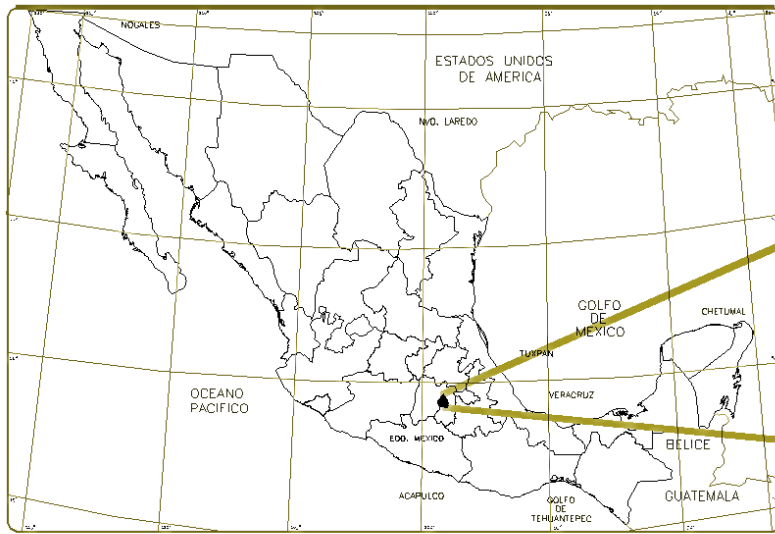 NOGALES
ESTADOS UNIDOS
DE AMERICA
NVO. LAREDO
GOLFO
DE
MEXICO
CHETUMAL
TUXPAN
OCEANO
PACIFICO
VERACRUZ
EDO. MEXICO
BELICE
ACAPULCO
GUATEMALA
GOLFO
DE
TEHUANTEPEC